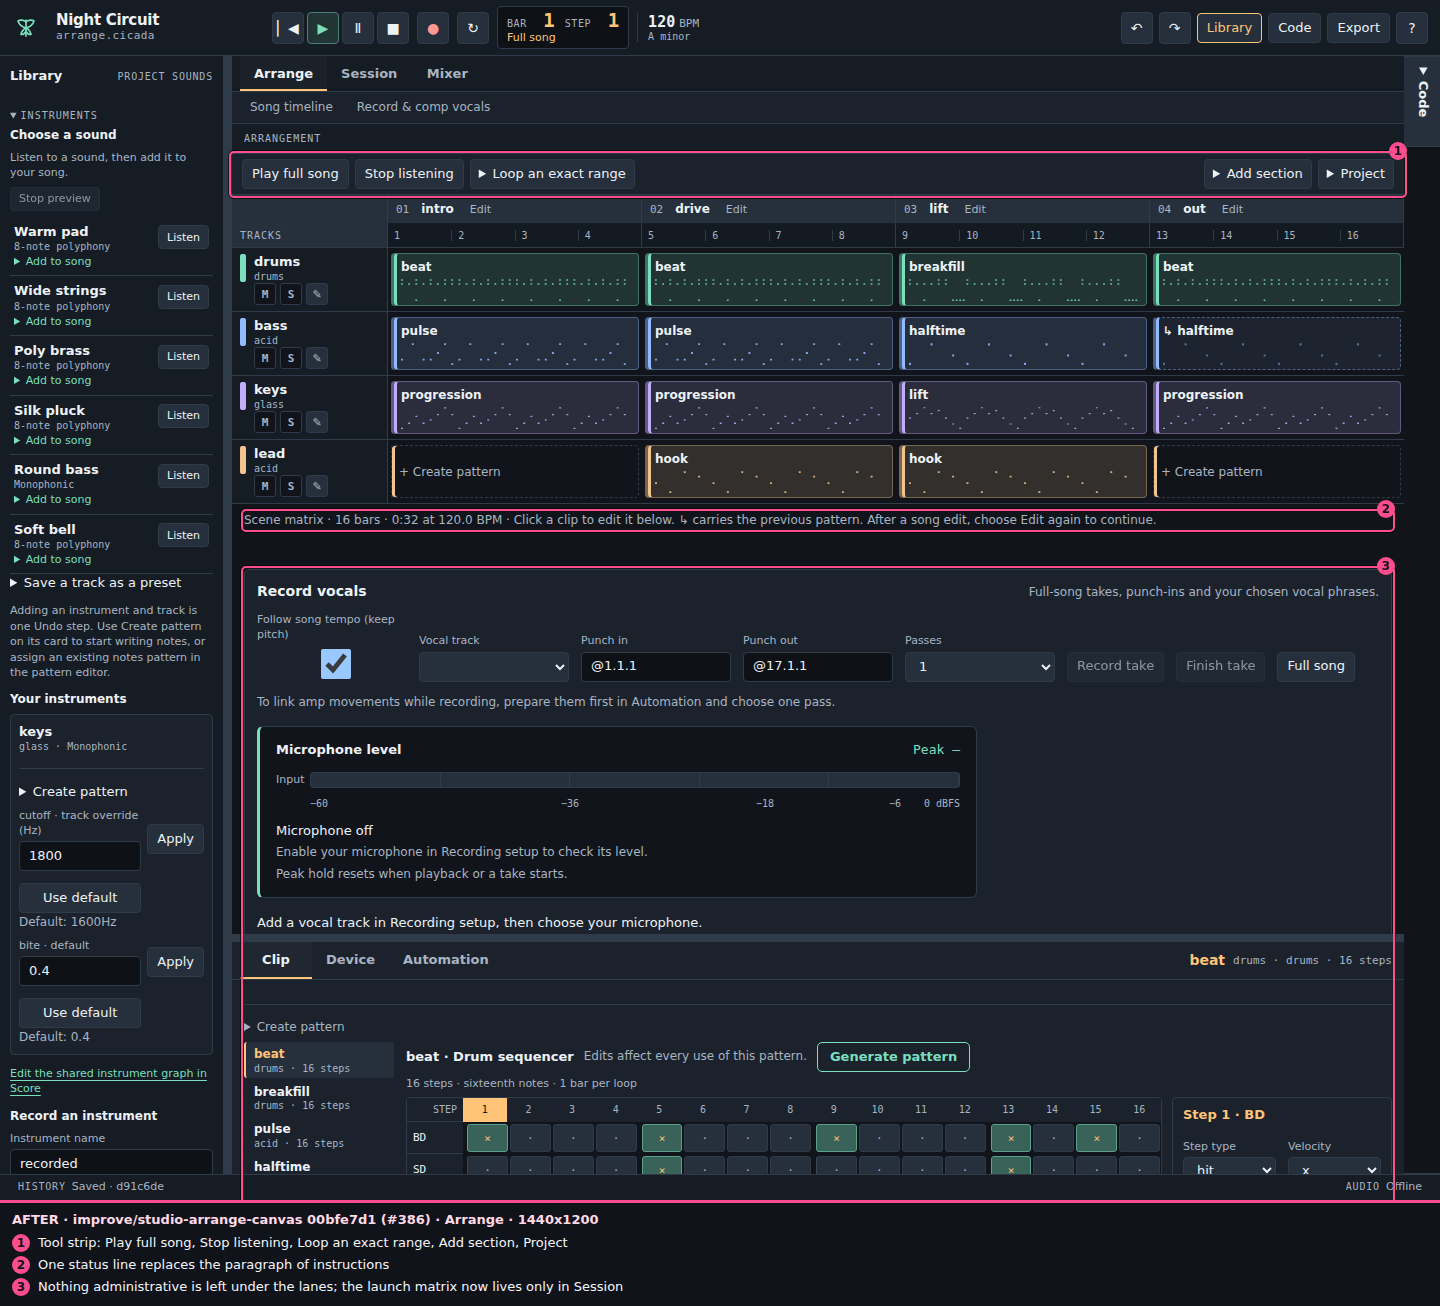 Night Circuit
arrange.cicada
BAR 1 STEP 1
Full song
120 BPM
A minor
Library
Code
Export
?
Library
PROJECT SOUNDS
INSTRUMENTS
Choose a sound
Listen to a sound, then add it to
your song.
Stop preview
Warm pad
8-note polyphony
Add to song
Listen
Wide strings
8-note polyphony
Add to song
Listen
Poly brass
8-note polyphony
Add to song
Listen
Silk pluck
8-note polyphony
Add to song
Listen
Round bass
Monophonic
Add to song
Listen
Soft bell
8-note polyphony
Add to song
Listen
Save a track as a preset
Adding an instrument and track is
one Undo step. Use Create pattern
on its card to start writing notes, or
assign an existing notes pattern in
the pattern editor.
Your instruments
keys
glass · Monophonic
Create pattern
cutoff · track override
(Hz)
1800
Apply
Use default
Default: 1600Hz
bite · default
0.4
Apply
Use default
Default: 0.4
Edit the shared instrument graph in
Score
Record an instrument
Instrument name
recorded
Arrange
Session
Mixer
Song timeline
Record & comp vocals
ARRANGEMENT
1
Play full song
Stop listening
Loop an exact range
Add section
Project
01 intro Edit
02 drive Edit
03 lift Edit
04 out Edit
TRACKS
1 2 3 4 5 6 7 8 9 10 11 12 13 14 15 16
drums
drums
M S
beat
beat
breakfill
beat
bass
acid
M S
pulse
pulse
halftime
↳ halftime
keys
glass
M S
progression
progression
lift
progression
lead
acid
M S
+ Create pattern
hook
hook
+ Create pattern
2
Scene matrix · 16 bars · 0:32 at 120.0 BPM · Click a clip to edit it below. ↳ carries the previous pattern. After a song edit, choose Edit again to continue.
3
Record vocals
Full-song takes, punch-ins and your chosen vocal phrases.
Follow song tempo (keep
pitch)
Vocal track
Punch in
@1.1.1
Punch out
@17.1.1
Passes
1
Record take
Finish take
Full song
To link amp movements while recording, prepare them first in Automation and choose one pass.
Microphone level
Peak —
Input
−60 −36 −18 −6 0 dBFS
Microphone off
Enable your microphone in Recording setup to check its level.
Peak hold resets when playback or a take starts.
Add a vocal track in Recording setup, then choose your microphone.
Clip
Device
Automation
beat drums · drums · 16 steps
Create pattern
beat
drums · 16 steps
breakfill
drums · 16 steps
pulse
acid · 16 steps
halftime
beat · Drum sequencer
Edits affect every use of this pattern.
Generate pattern
16 steps · sixteenth notes · 1 bar per loop
STEP 1 2 3 4 5 6 7 8 9 10 11 12 13 14 15 16
BD × · · · × · · · × · · · × · × ·
SD · · · · × · · · · · · · × · · ·
Step 1 · BD
Step type
hit
Velocity
x
Code
HISTORY Saved · d91c6de
AUDIO Offline
AFTER · improve/studio-arrange-canvas 00bfe7d1 (#386) · Arrange · 1440x1200
1 Tool strip: Play full song, Stop listening, Loop an exact range, Add section, Project
2 One status line replaces the paragraph of instructions
3 Nothing administrative is left under the lanes; the launch matrix now lives only in Session